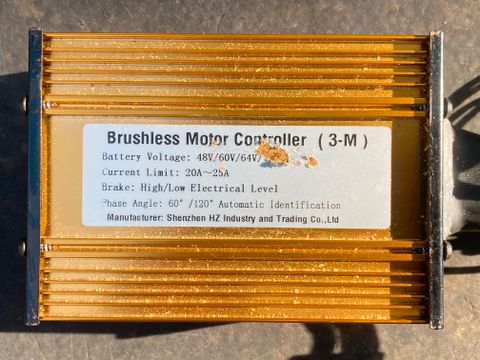 Brushless Motor Controller ( 3-M )
Battery Voltage: 48V/60V/64V/
Current Limit: 20A~25A
Brake: High/Low Electrical Level
Phase Angle: 60°/120° Automatic Identification
Manufacturer: Shenzhen HZ Industry and Trading Co.,Ltd